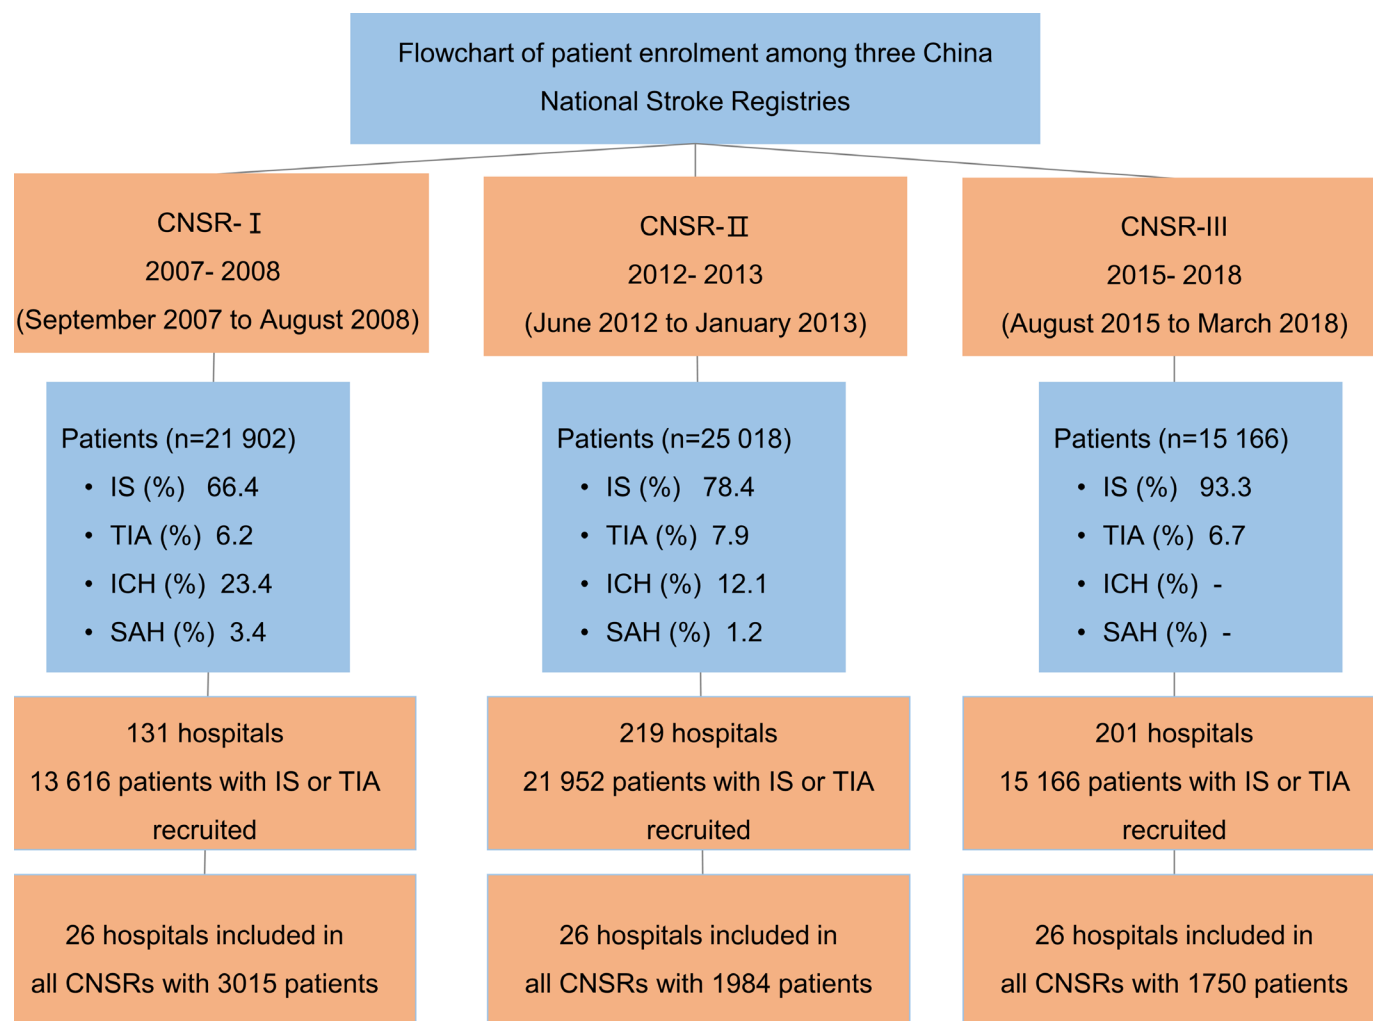 Flowchart of patient enrolment among three China
National Stroke Registries
CNSR-Ⅰ
2007- 2008
(September 2007 to August 2008)
CNSR-Ⅱ
2012- 2013
(June 2012 to January 2013)
CNSR-III
2015- 2018
(August 2015 to March 2018)
Patients (n=21 902)
• IS (%) 66.4
• TIA (%) 6.2
• ICH (%) 23.4
• SAH (%) 3.4
Patients (n=25 018)
• IS (%) 78.4
• TIA (%) 7.9
• ICH (%) 12.1
• SAH (%) 1.2
Patients (n=15 166)
• IS (%) 93.3
• TIA (%) 6.7
• ICH (%) -
• SAH (%) -
131 hospitals
13 616 patients with IS or TIA
recruited
219 hospitals
21 952 patients with IS or TIA
recruited
201 hospitals
15 166 patients with IS or TIA
recruited
26 hospitals included in
all CNSRs with 3015 patients
26 hospitals included in
all CNSRs with 1984 patients
26 hospitals included in
all CNSRs with 1750 patients